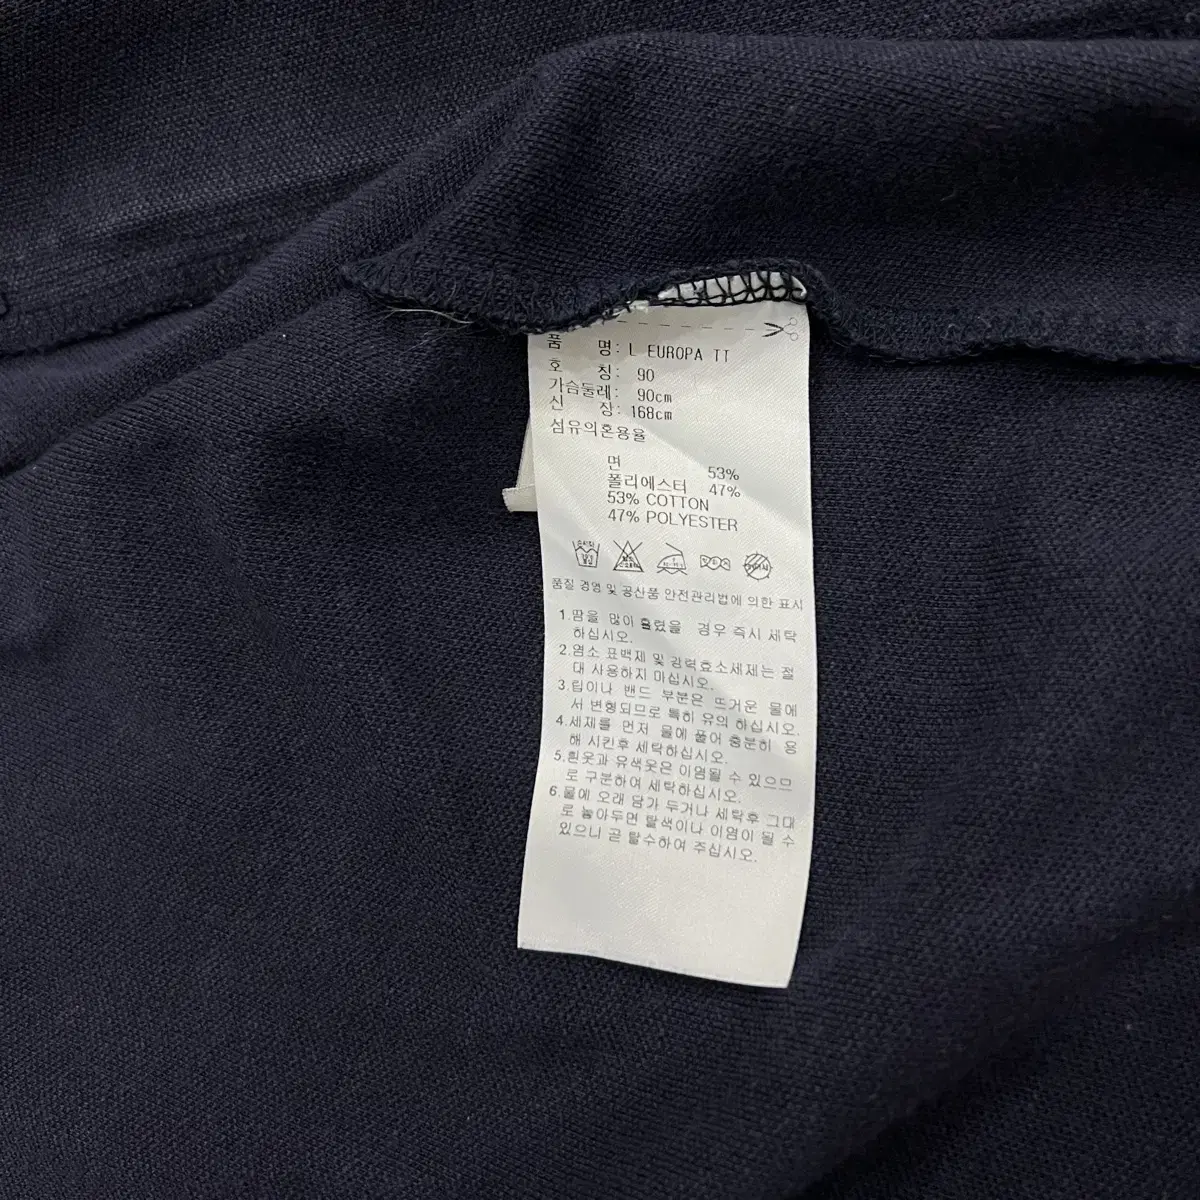 품 명: L EUROPA TT
호 칭: 90
가슴둘레: 90cm
신 장: 168cm
섬유의혼용율
면 53%
폴리에스터 47%
53% COTTON
47% POLYESTER
품질 경영 및 공산품 안전관리법에 의한 표시
1.땀을 많이 흘렸을 경우 즉시 세탁
하십시오.
2.염소 표백제 및 강력효소세제는 절
대 사용하지 마십시오.
3.립이나 밴드 부분은 뜨거운 물에
서 변형되므로 특히 유의 하십시오.
4.세제를 먼저 물에 풀어 충분히 용
해 시킨후 세탁하십시오.
5.흰옷과 유색옷은 이염될 수 있으므
로 구분하여 세탁하십시오.
6.물에 오래 담가 두거나 세탁후 그대
로 놓아두면 탈색이나 이염이 될 수
있으니 곧 탈수하여 주십시오.